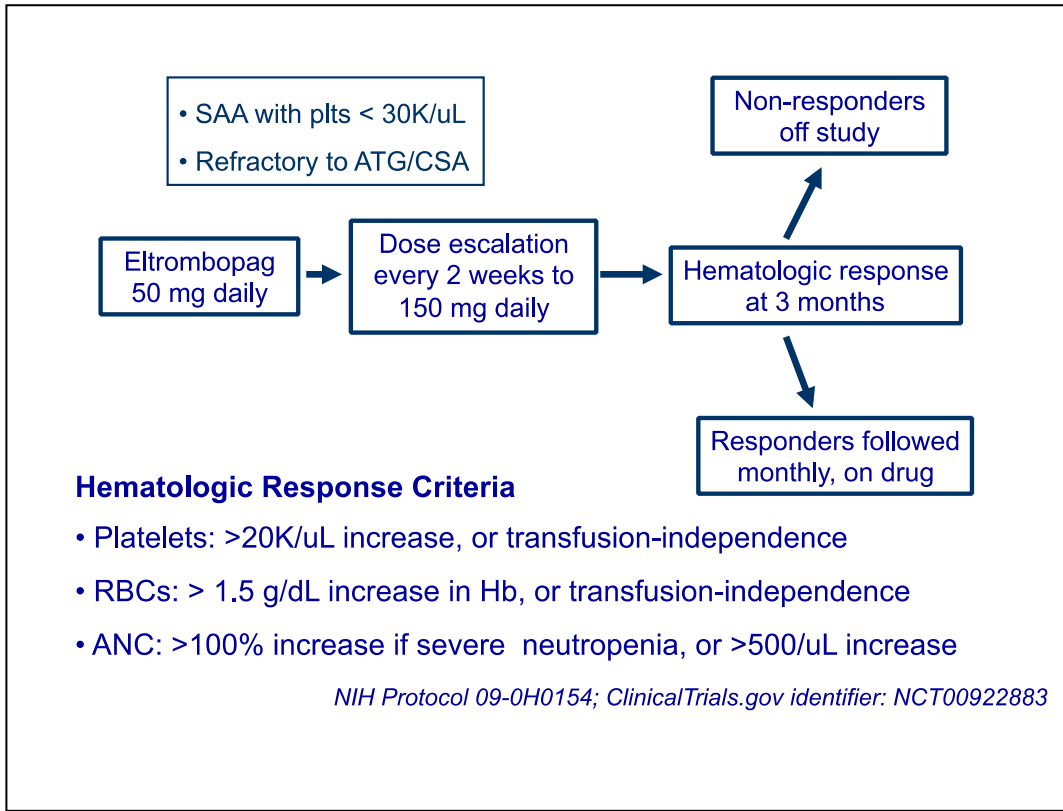 • SAA with plts < 30K/uL
• Refractory to ATG/CSA
Non-responders
off study
Eltrombopag
50 mg daily
Dose escalation
every 2 weeks to
150 mg daily
Hematologic response
at 3 months
Responders followed
monthly, on drug
Hematologic Response Criteria
• Platelets: >20K/uL increase, or transfusion-independence
• RBCs: > 1.5 g/dL increase in Hb, or transfusion-independence
• ANC: >100% increase if severe  neutropenia, or >500/uL increase
NIH Protocol 09-0H0154; ClinicalTrials.gov identifier: NCT00922883